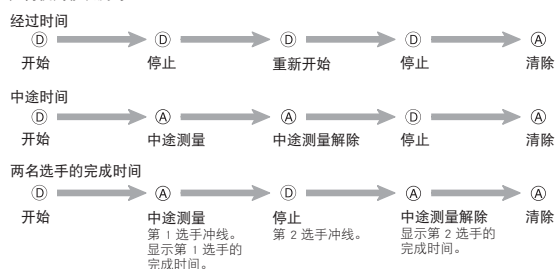 经过时间
Ⓓ Ⓓ Ⓓ Ⓓ Ⓐ
开始 停止 重新开始 停止 清除
中途时间
Ⓓ Ⓐ Ⓐ Ⓓ Ⓐ
开始 中途测量 中途测量解除 停止 清除
两名选手的完成时间
Ⓓ Ⓐ Ⓓ Ⓐ Ⓐ
开始 中途测量 停止 中途测量解除 清除
第 1 选手冲线。 第 2 选手冲线。 显示第 2 选手的
显示第 1 选手的 完成时间。
完成时间。